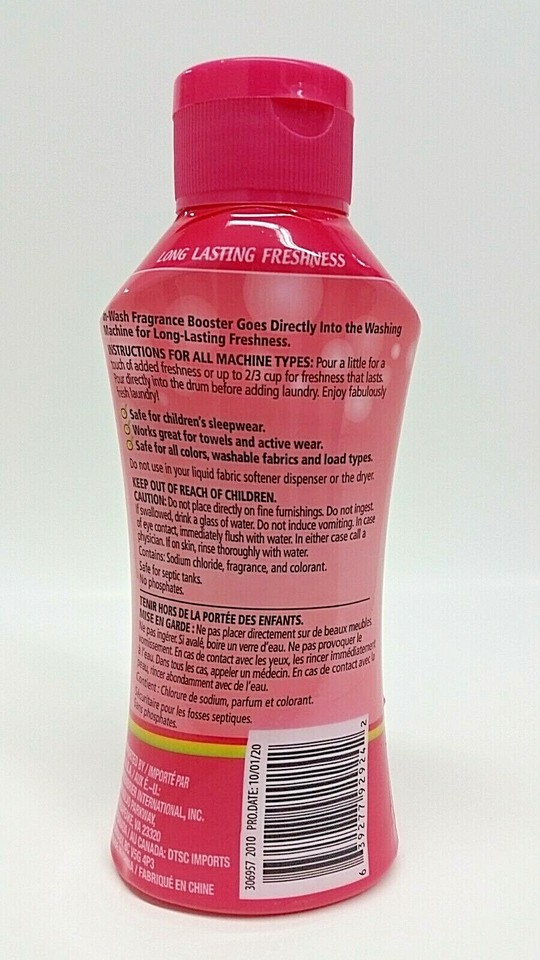 LONG LASTING FRESHNESS
n-Wash Fragrance Booster Goes Directly Into the Washing
Machine for Long-Lasting Freshness.
INSTRUCTIONS FOR ALL MACHINE TYPES: Pour a little for a
touch of added freshness or up to 2/3 cup for freshness that lasts.
Pour directly into the drum before adding laundry. Enjoy fabulously
fresh laundry!
Safe for children's sleepwear.
Works great for towels and active wear.
Safe for all colors, washable fabrics and load types.
Do not use in your liquid fabric softener dispenser or the dryer.
KEEP OUT OF REACH OF CHILDREN.
CAUTION: Do not place directly on fine furnishings. Do not ingest.
If swallowed, drink a glass of water. Do not induce vomiting. In case
of eye contact, immediately flush with water. In either case call a
physician. If on skin, rinse thoroughly with water.
Contains: Sodium chloride, fragrance, and colorant.
Safe for septic tanks.
No phosphates.
TENIR HORS DE LA PORTÉE DES ENFANTS.
MISE EN GARDE : Ne pas placer directement sur de beaux meubles.
Ne pas ingérer. Si avalé, boire un verre d'eau. Ne pas provoquer le
vomissement. En cas de contact avec les yeux, les rincer immédiatement
à l'eau. Dans tous les cas, appeler un médecin. En cas de contact avec la
peau, rincer abondamment avec de l'eau.
Contient : Chlorure de sodium, parfum et colorant.
Sécuritaire pour les fosses septiques.
Sans phosphates.
BY / IMPORTÉ PAR
/ AUX É.-U.:
INTERNATIONAL, INC.
PARKWAY,
VA 23320
/ AU CANADA: DTSC IMPORTS
V5G 4P3
/ FABRIQUÉ EN CHINE
306957 2010 PRO.DATE: 10/01/20
6 39277 92924 2